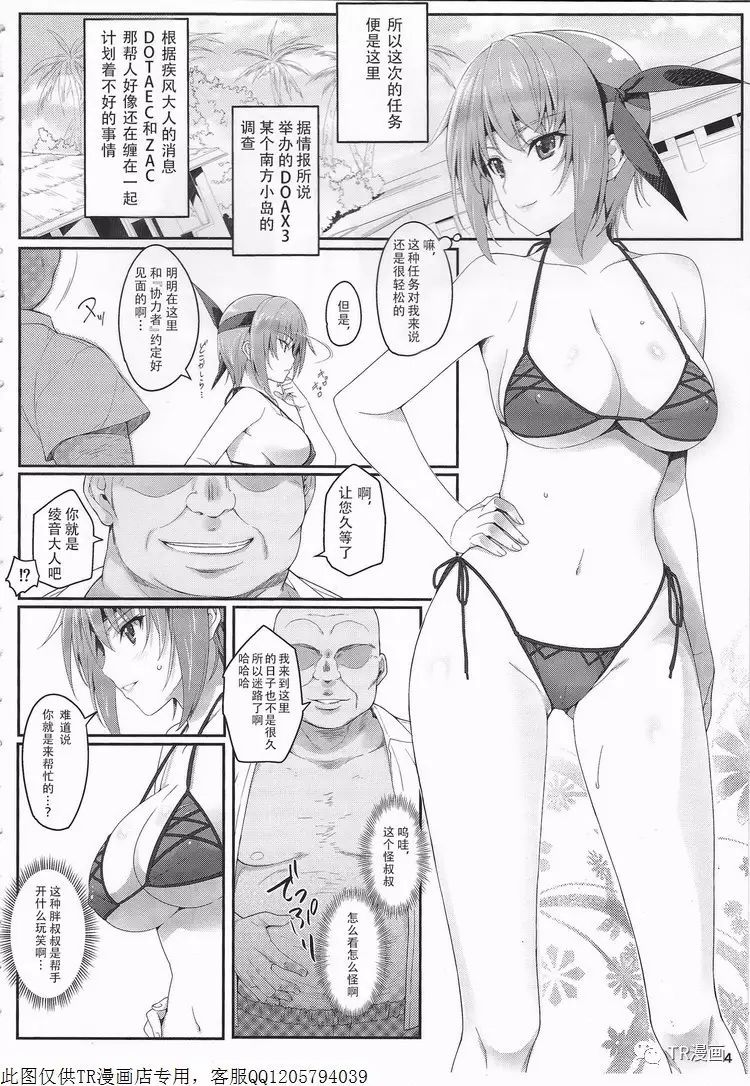 所以这次的任务
便是这里
据情报所说
举办的DOAX3
某个南方小岛的
调查
根据疾风大人的消息
DOTAEC和ZAC
那帮人好像还在缠在一起
计划着不好的事情
嘛，
这种任务对我来说
还是很轻松的
但是，
明明在这里
和『协力者』约定好
见面的啊…
ヌッ
啊，
让您久等了
你就是
绫音大人吧
!?
我来到这里
的日子也不是很久
所以迷路了啊
哈哈哈
呜哇，
这个怪叔叔
怎么看怎么怪啊
でっぷり
难道说
你就是来帮忙的…？
这种胖叔叔是帮手
开什么玩笑啊…
4
TR漫画
此图仅供TR漫画店专用，客服QQ1205794039